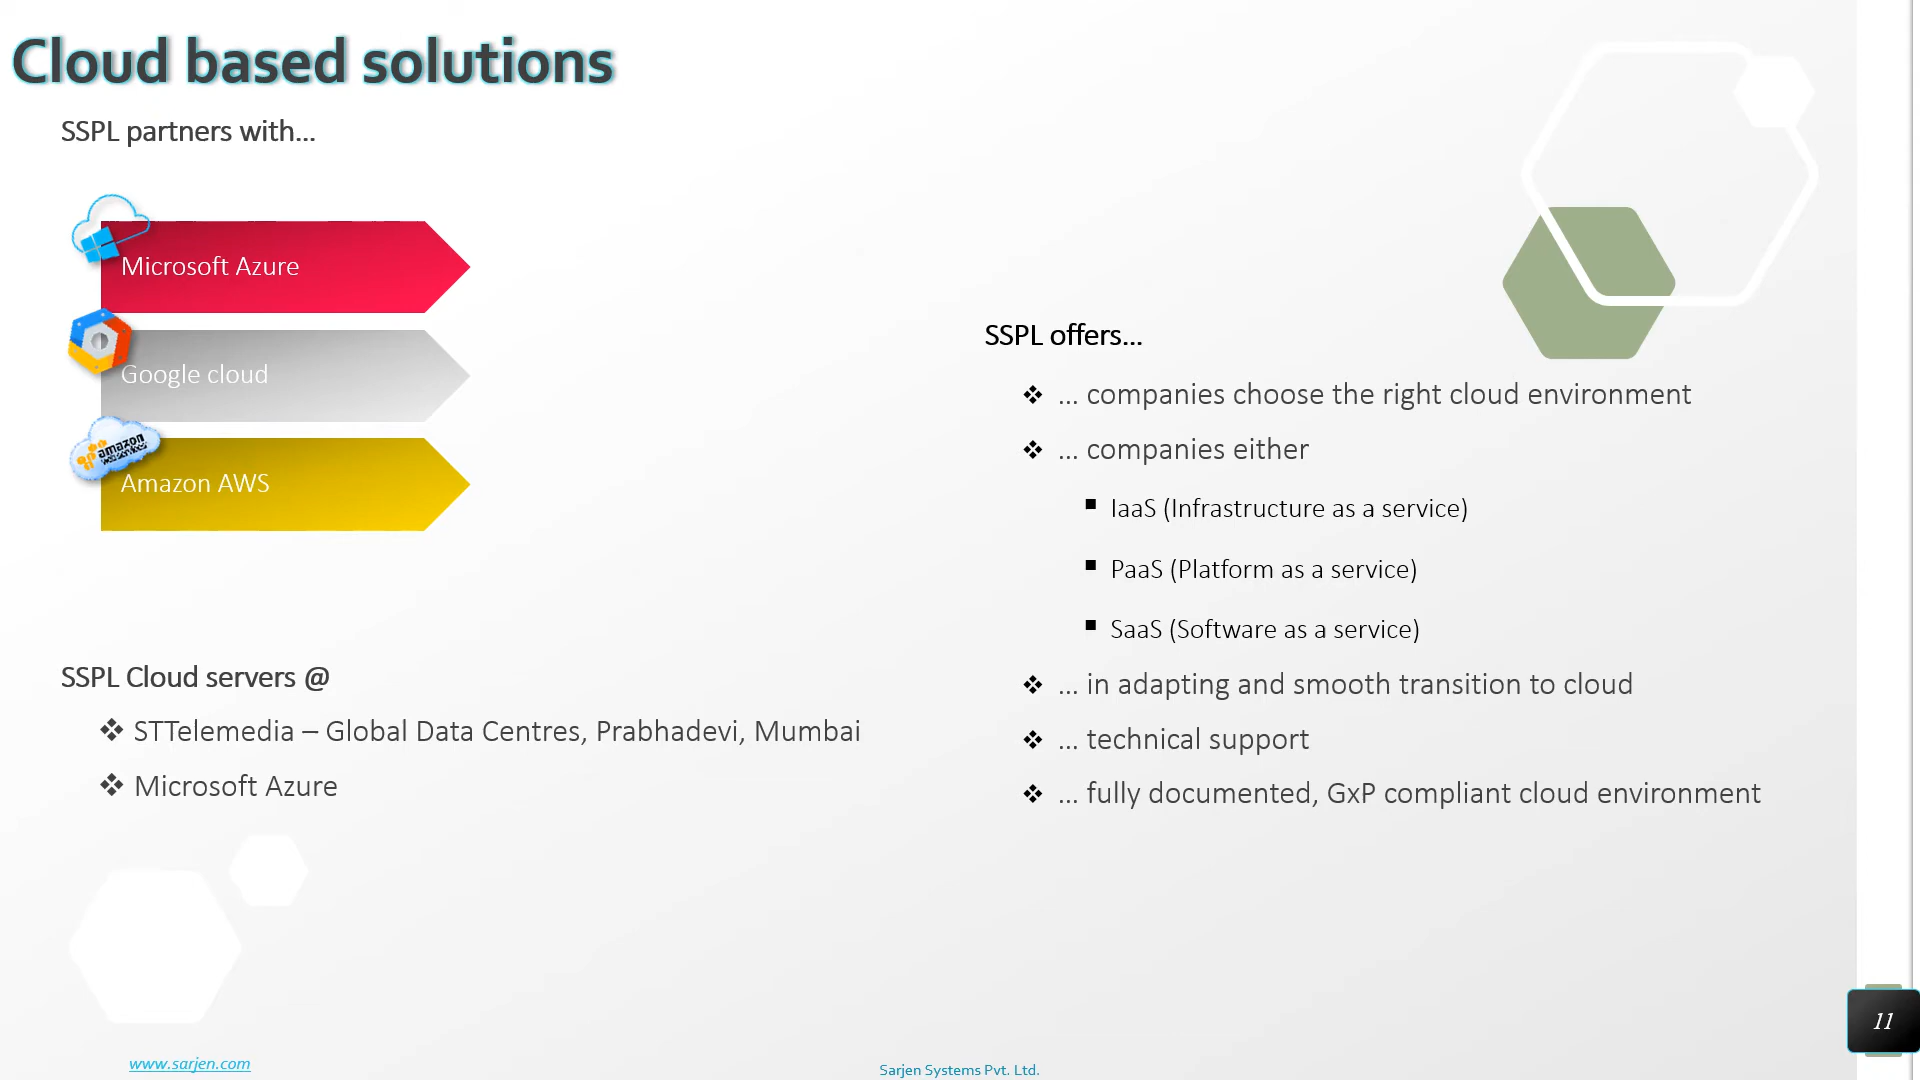 Cloud based solutions
SSPL partners with...
Microsoft Azure
Google cloud
amazon
web services
Amazon AWS
SSPL Cloud servers @
❖ STTelemedia – Global Data Centres, Prabhadevi, Mumbai
❖ Microsoft Azure
SSPL offers...
❖ ... companies choose the right cloud environment
❖ ... companies either
▪ IaaS (Infrastructure as a service)
▪ PaaS (Platform as a service)
▪ SaaS (Software as a service)
❖ ... in adapting and smooth transition to cloud
❖ ... technical support
❖ ... fully documented, GxP compliant cloud environment
www.sarjen.com
Sarjen Systems Pvt. Ltd.
11